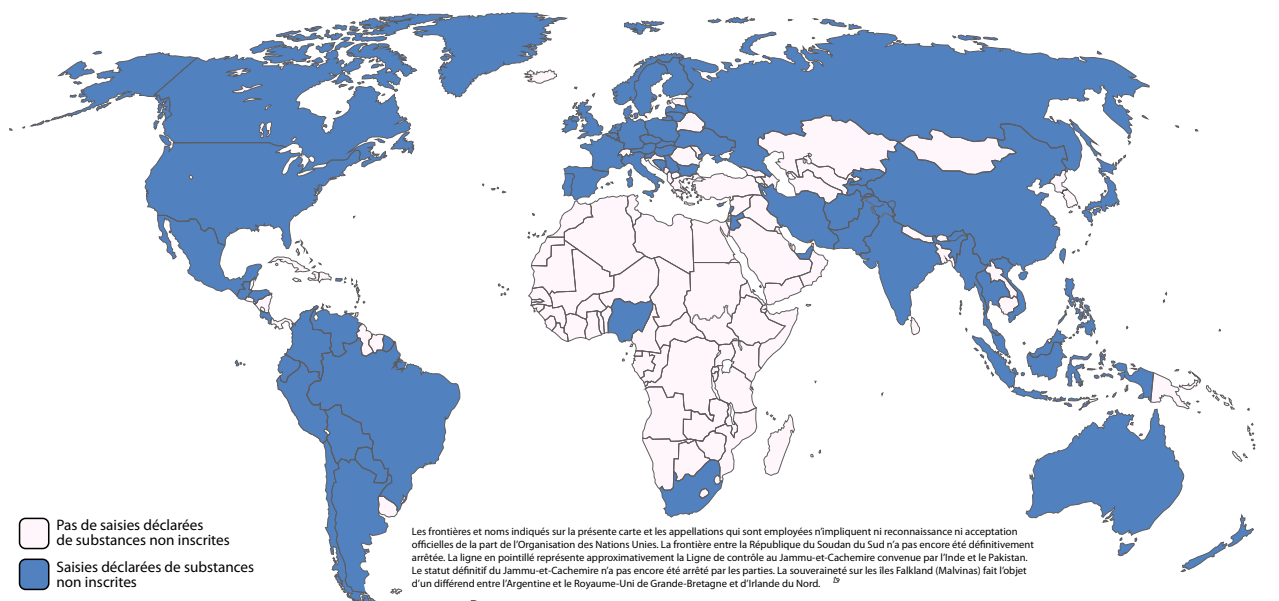 Pas de saisies déclarées
de substances non inscrites
Saisies déclarées de substances
non inscrites
Les frontières et noms indiqués sur la présente carte et les appellations qui sont employées n'impliquent ni reconnaissance ni acceptation
officielles de la part de l'Organisation des Nations Unies. La frontière entre la République du Soudan du Sud n'a pas encore été définitivement
arrêtée. La ligne en pointillé représente approximativement la Ligne de contrôle au Jammu-et-Cachemire convenue par l'Inde et le Pakistan.
Le statut définitif du Jammu-et-Cachemire n'a pas encore été arrêté par les parties. La souveraineté sur les îles Falkland (Malvinas) fait l'objet
d'un différend entre l'Argentine et le Royaume-Uni de Grande-Bretagne et d'Irlande du Nord.